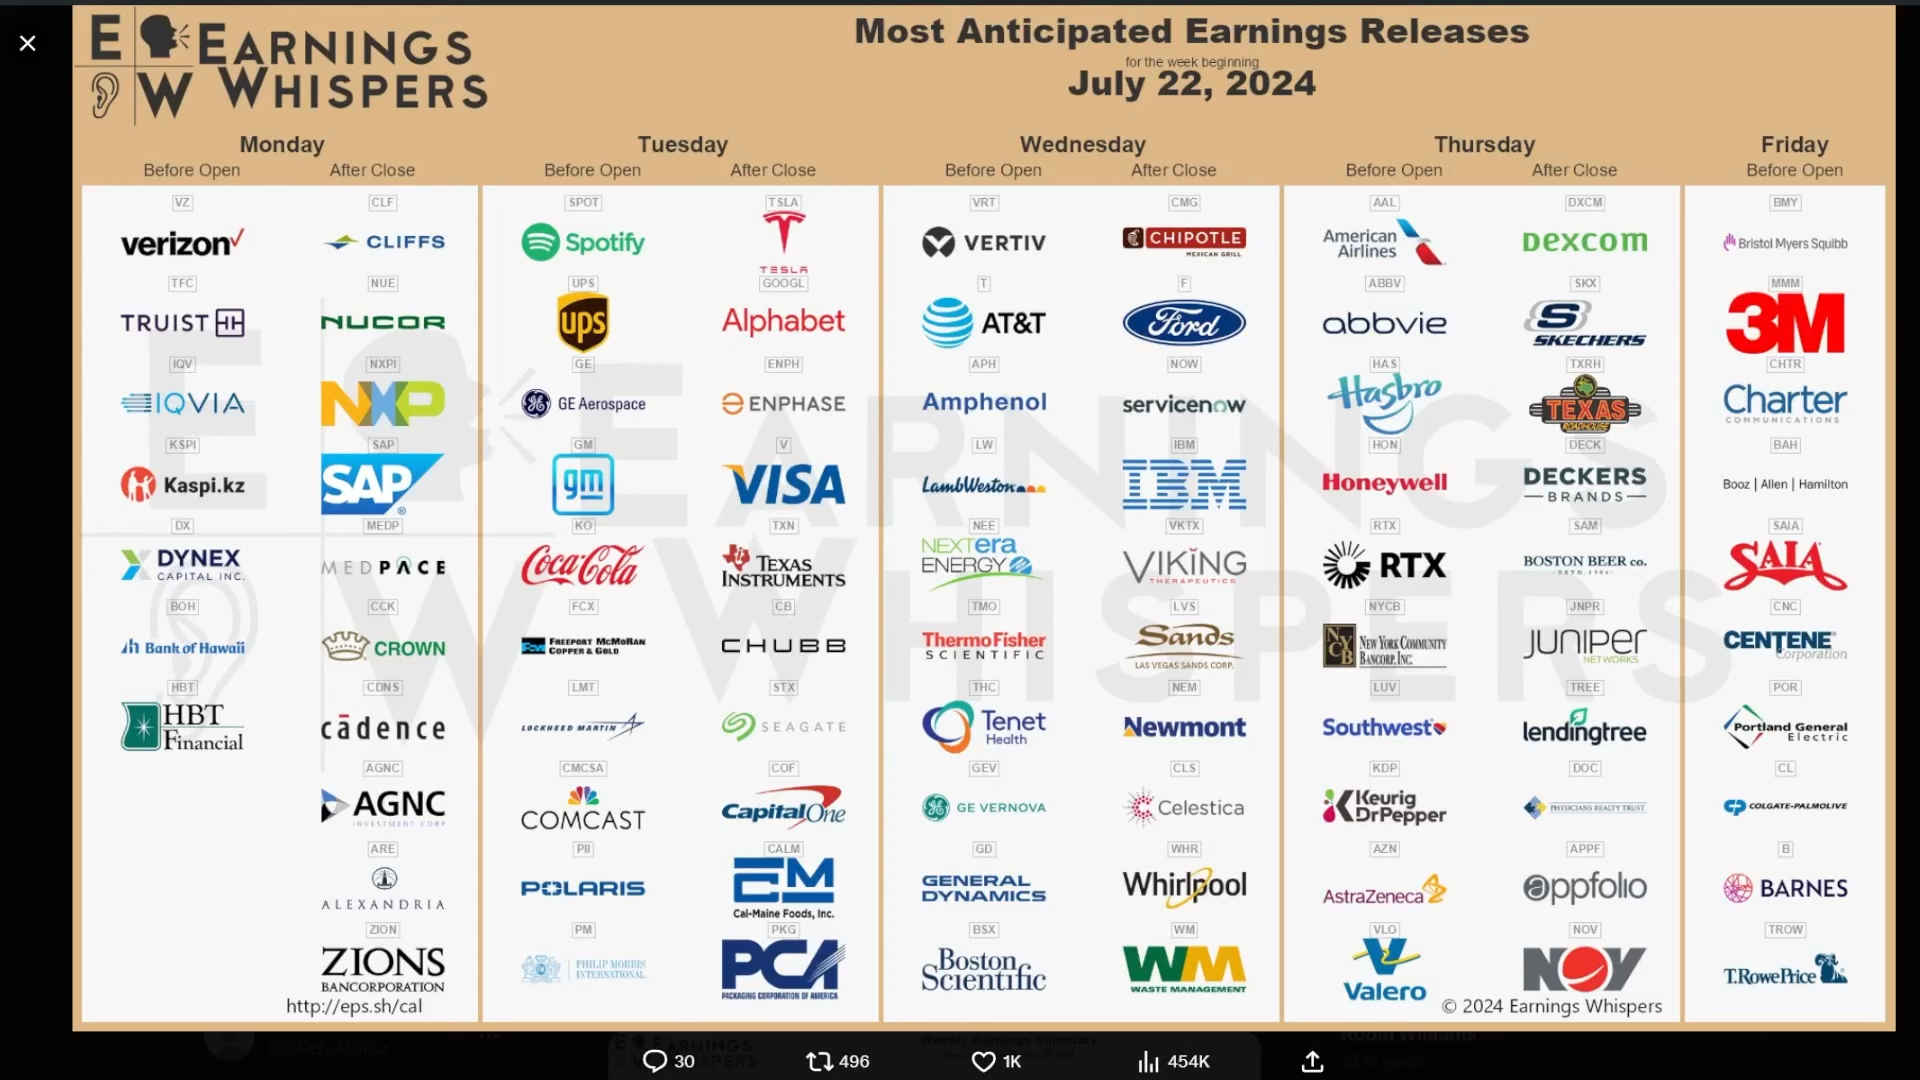 E EARNINGS
W WHISPERS
Most Anticipated Earnings Releases
for the week beginning
July 22, 2024
Monday
Before Open After Close
Tuesday
Before Open After Close
Wednesday
Before Open After Close
Thursday
Before Open After Close
Friday
Before Open
VZ CLF SPOT TSLA VRT CMG AAL DXCM BMY
verizon CLIFFS Spotify TESLA VERTIV CHIPOTLE MEXICAN GRILL American Airlines Dexcom Bristol Myers Squibb
TFC NUE UPS GOOGL T F ABBV SKX MMM
TRUIST NUCOR ups Alphabet AT&T Ford abbvie S SKECHERS 3M
IQV NXPI GE ENPH APH NOW HAS TXRH CHTR
IQVIA NXP GE Aerospace ENPHASE Amphenol servicenow Hasbro TEXAS ROADHOUSE Charter COMMUNICATIONS
KSPI SAP GM V LW IBM HON DECK BAH
Kaspi.kz SAP gm VISA LambWeston IBM Honeywell DECKERS BRANDS Booz | Allen | Hamilton
DX MEDP KO TXN NEE VKTX RTX SAM SAIA
DYNEX CAPITAL INC. MEDPACE Coca-Cola TEXAS INSTRUMENTS NEXTera ENERGY VIKING THERAPEUTICS RTX BOSTON BEER co. SAIA
BOH CCK FCX CB TMO LVS NYCB JNPR CNC
Bank of Hawaii CROWN FREEPORT MCMORAN COPPER & GOLD CHUBB ThermoFisher SCIENTIFIC Sands LAS VEGAS SANDS CORP. NYCB NEW YORK COMMUNITY BANCORP, INC. JUNIPER NETWORKS CENTENE Corporation
HBT CDNS LMT STX THC NEM LUV TREE POR
HBT Financial cādence LOCKHEED MARTIN SEAGATE Tenet Health Newmont Southwest lendingtree Portland General Electric
AGNC CMCSA COF GEV CLS KDP DOC CL
AGNC INVESTMENT CORP COMCAST Capital One GE VERNOVA Celestica Keurig DrPepper PHYSICIANS REALTY TRUST CP COLGATE-PALMOLIVE
ARE PII CALM GD WHR AZN APPF B
ALEXANDRIA POLARIS CM Cal-Maine Foods, Inc. GENERAL DYNAMICS Whirlpool AstraZeneca appfolio BARNES
ZION PM PKG BSX WM VLO NOV TROW
ZIONS BANCORPORATION PHILIP MORRIS INTERNATIONAL PCA PACKAGING CORPORATION OF AMERICA Boston Scientific WM WASTE MANAGEMENT Valero NOV T.RowePrice
http://eps.sh/cal © 2024 Earnings Whispers
30 496 1K 454K